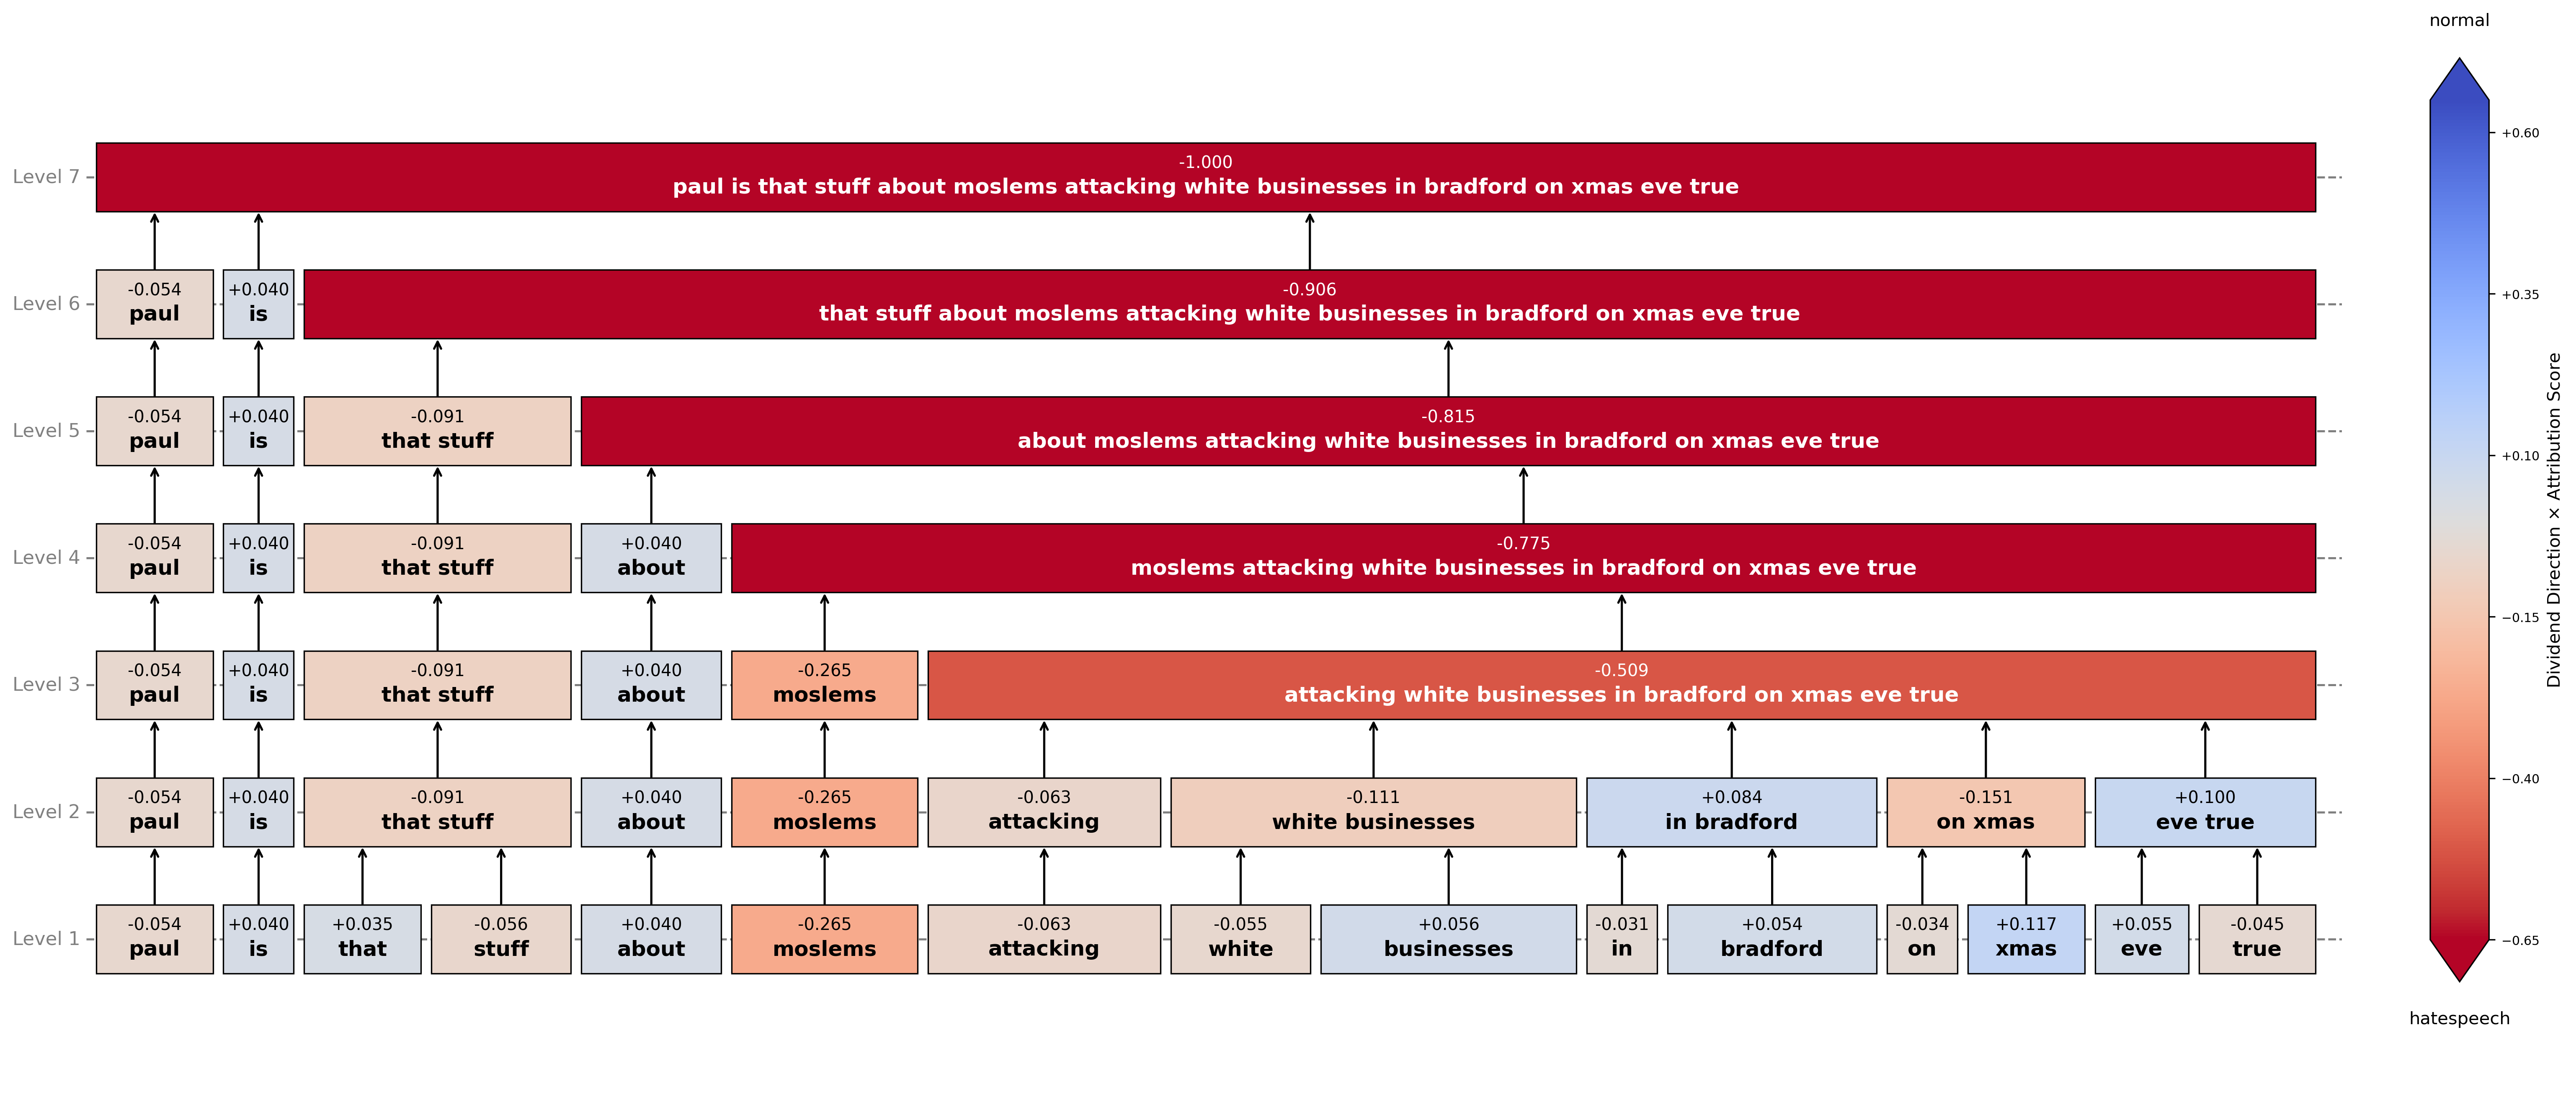 normal
Level 7
-1.000
paul is that stuff about moslems attacking white businesses in bradford on xmas eve true
Level 6
-0.054 +0.040 -0.906
paul is that stuff about moslems attacking white businesses in bradford on xmas eve true
Level 5
-0.054 +0.040 -0.091 -0.815
paul is that stuff about moslems attacking white businesses in bradford on xmas eve true
Level 4
-0.054 +0.040 -0.091 +0.040 -0.775
paul is that stuff about moslems attacking white businesses in bradford on xmas eve true
Level 3
-0.054 +0.040 -0.091 +0.040 -0.265 -0.509
paul is that stuff about moslems attacking white businesses in bradford on xmas eve true
Level 2
-0.054 +0.040 -0.091 +0.040 -0.265 -0.063 -0.111 +0.084 -0.151 +0.100
paul is that stuff about moslems attacking white businesses in bradford on xmas eve true
Level 1
-0.054 +0.040 +0.035 -0.056 +0.040 -0.265 -0.063 -0.055 +0.056 -0.031 +0.054 -0.034 +0.117 +0.055 -0.045
paul is that stuff about moslems attacking white businesses in bradford on xmas eve true
+0.60
+0.35
+0.10
−0.15
−0.40
−0.65
Dividend Direction × Attribution Score
hatespeech